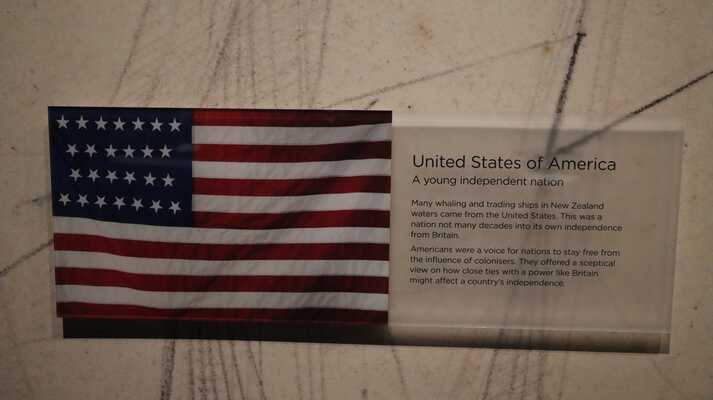 United States of America
A young independent nation
Many whaling and trading ships in New Zealand
waters came from the United States. This was a
nation not many decades into its own independence
from Britain.
Americans were a voice for nations to stay free from
the influence of colonisers. They offered a sceptical
view on how close ties with a power like Britain
might affect a country's independence.